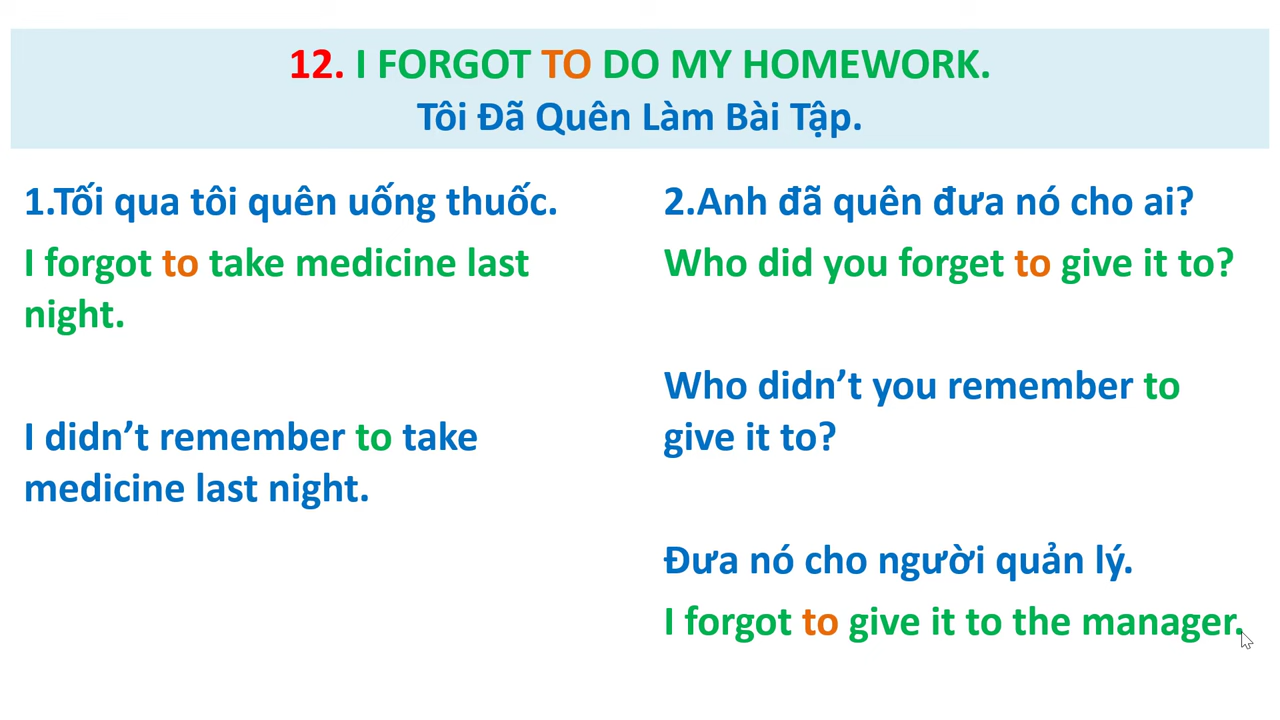 12. I FORGOT TO DO MY HOMEWORK.
Tôi Đã Quên Làm Bài Tập.
1.Tối qua tôi quên uống thuốc.
I forgot to take medicine last
night.
I didn’t remember to take
medicine last night.
2.Anh đã quên đưa nó cho ai?
Who did you forget to give it to?
Who didn’t you remember to
give it to?
Đưa nó cho người quản lý.
I forgot to give it to the manager.